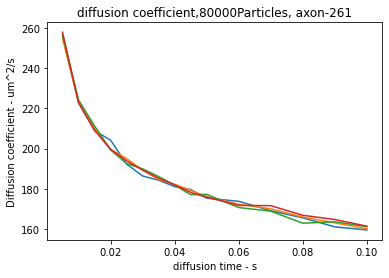 diffusion coefficient,80000Particles, axon-261
Diffusion coefficient - um^2/s
260
240
220
200
180
160
0.02 0.04 0.06 0.08 0.10
diffusion time - s